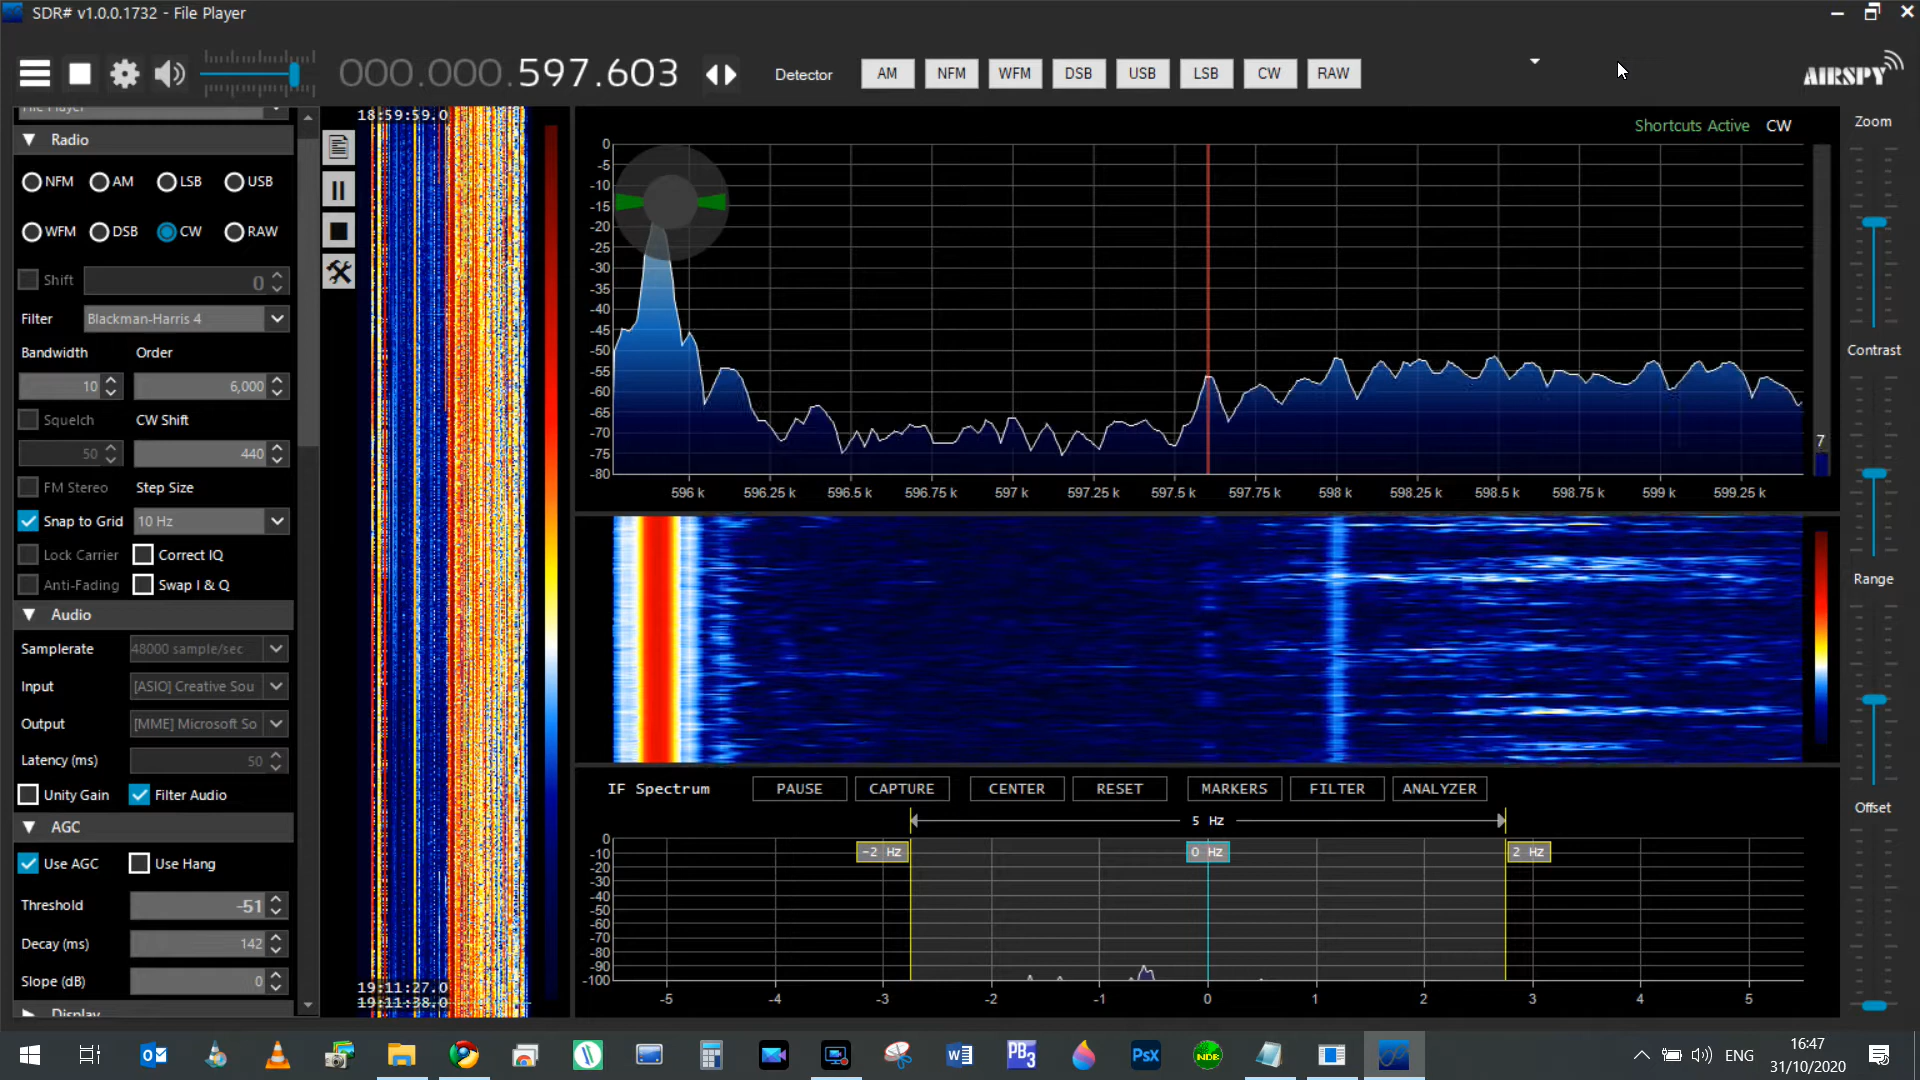 SDR# v1.0.0.1732 - File Player
000.000.597.603
Detector
AM NFM WFM DSB USB LSB CW RAW
AIRSPY
File Player
Radio
NFM AM LSB USB
WFM DSB CW RAW
Shift 0
Filter Blackman-Harris 4
Bandwidth Order
10 6,000
Squelch CW Shift
50 440
FM Stereo Step Size
Snap to Grid 10 Hz
Lock Carrier Correct IQ
Anti-Fading Swap I & Q
Audio
Samplerate 48000 sample/sec
Input [ASIO] Creative Sou
Output [MME] Microsoft So
Latency (ms) 50
Unity Gain Filter Audio
AGC
Use AGC Use Hang
Threshold -51
Decay (ms) 142
Slope (dB) 0
Display
18:59:59.0
19:11:27.0
19:11:38.0
Shortcuts Active CW
0
-5
-10
-15
-20
-25
-30
-35
-40
-45
-50
-55
-60
-65
-70
-75
-80
7
596 k 596.25 k 596.5 k 596.75 k 597 k 597.25 k 597.5 k 597.75 k 598 k 598.25 k 598.5 k 598.75 k 599 k 599.25 k
IF Spectrum PAUSE CAPTURE CENTER RESET MARKERS FILTER ANALYZER
5 Hz
-2 Hz 0 Hz 2 Hz
0
-10
-20
-30
-40
-50
-60
-70
-80
-90
-100
-5 -4 -3 -2 -1 0 1 2 3 4 5
Zoom
Contrast
Range
Offset
PB3
PsX
NDB
ENG
16:47
31/10/2020